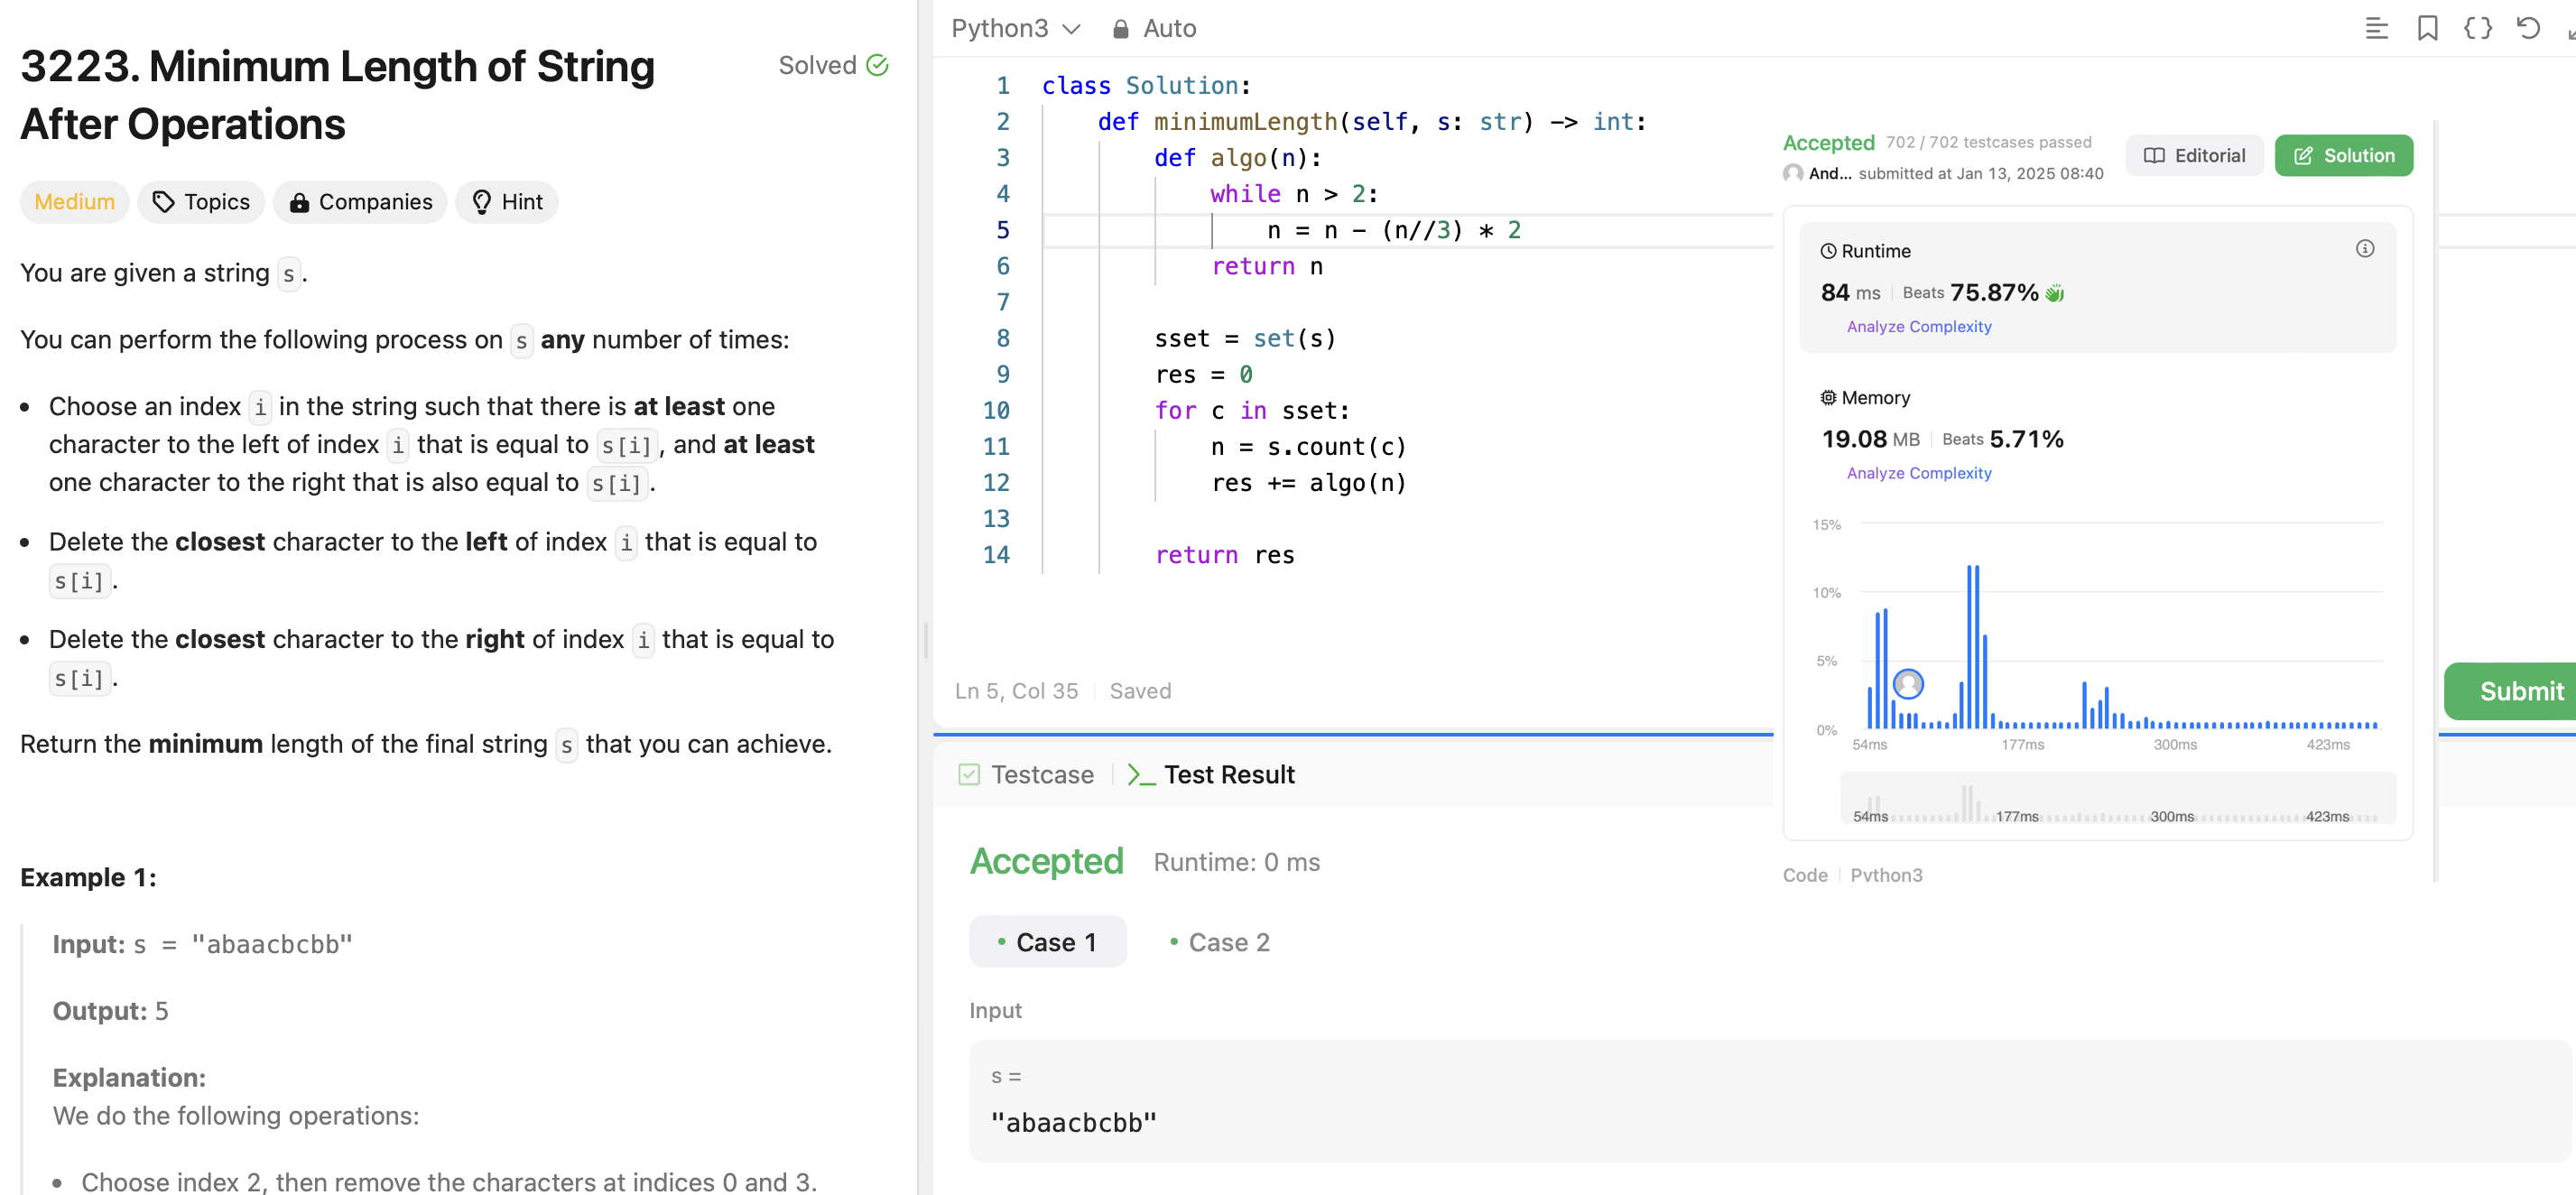 3223. Minimum Length of String
After Operations
Solved
Medium
Topics
Companies
Hint
You are given a string s.
You can perform the following process on s any number of times:
• Choose an index i in the string such that there is at least one
character to the left of index i that is equal to s[i], and at least
one character to the right that is also equal to s[i].
• Delete the closest character to the left of index i that is equal to
s[i].
• Delete the closest character to the right of index i that is equal to
s[i].
Return the minimum length of the final string s that you can achieve.
Example 1:
Input: s = "abaacbcbb"
Output: 5
Explanation:
We do the following operations:
• Choose index 2, then remove the characters at indices 0 and 3.
Python3
Auto
1 class Solution:
2     def minimumLength(self, s: str) -> int:
3         def algo(n):
4             while n > 2:
5                 n = n - (n//3) * 2
6             return n
7
8         sset = set(s)
9         res = 0
10         for c in sset:
11             n = s.count(c)
12             res += algo(n)
13
14         return res
Ln 5, Col 35
Saved
Accepted 702 / 702 testcases passed
And... submitted at Jan 13, 2025 08:40
Editorial
Solution
Runtime
84 ms Beats 75.87%
Analyze Complexity
Memory
19.08 MB Beats 5.71%
Analyze Complexity
15%
10%
5%
0%
54ms 177ms 300ms 423ms
54ms 177ms 300ms 423ms
Code Python3
Submit
Testcase
>_ Test Result
Accepted Runtime: 0 ms
• Case 1 • Case 2
Input
s =
"abaacbcbb"